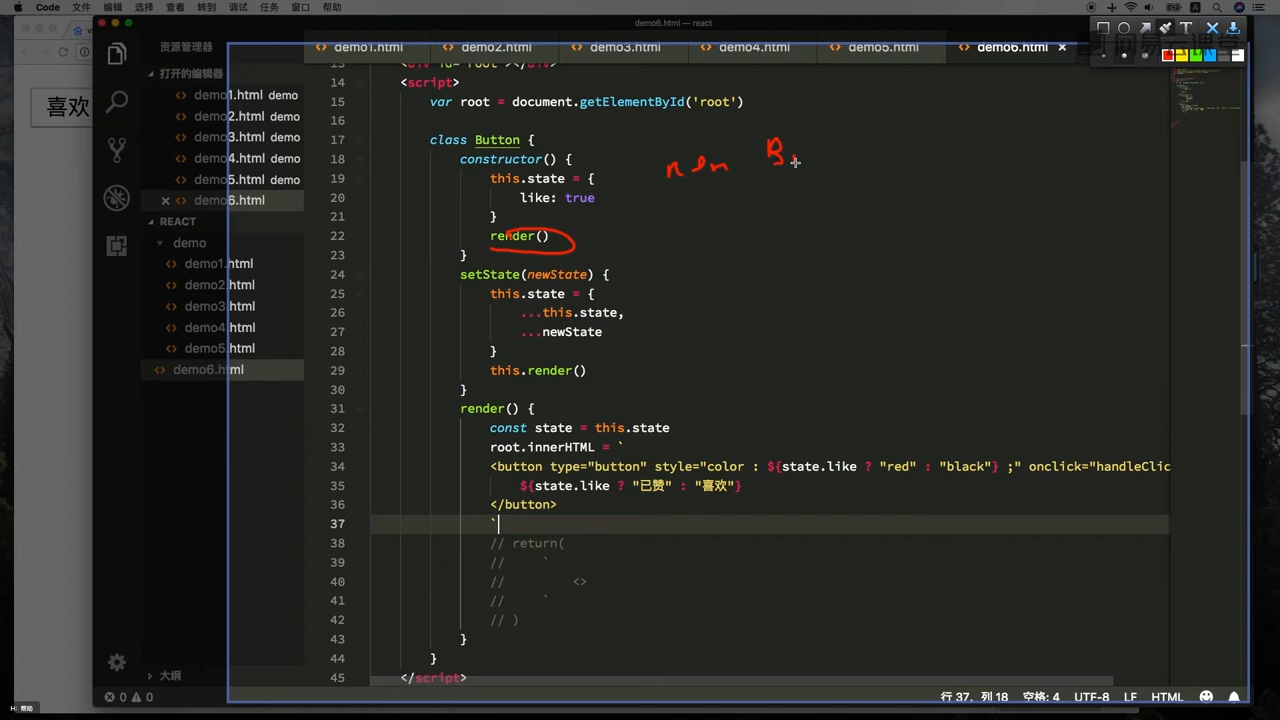 Code 文件 编辑 选择 查看 转到 调试 任务 窗口 帮助
demo6.html — react
资源管理器
demo1.html demo2.html demo3.html demo4.html demo5.html demo6.html
打开的编辑器
demo1.html demo
demo2.html demo
demo3.html demo
demo4.html demo
demo5.html demo
demo6.html
REACT
demo
demo1.html
demo2.html
demo3.html
demo4.html
demo5.html
demo6.html
大纲
喜欢
13 <div id="root"></div>
14 <script>
15 var root = document.getElementById('root')
16
17 class Button {
18 constructor() {
19 this.state = {
20 like: true
21 }
22 render()
23 }
24 setState(newState) {
25 this.state = {
26 ...this.state,
27 ...newState
28 }
29 this.render()
30 }
31 render() {
32 const state = this.state
33 root.innerHTML = `
34 <button type="button" style="color : ${state.like ? "red" : "black"} ;" onclick="handleClic
35 ${state.like ? "已赞" : "喜欢"}
36 </button>
37 `
38 // return(
39 // `
40 // <>
41 // `
42 // )
43 }
44 }
45 </script>
0 0
行 37，列 18 空格: 4 UTF-8 LF HTML
H: 帮助